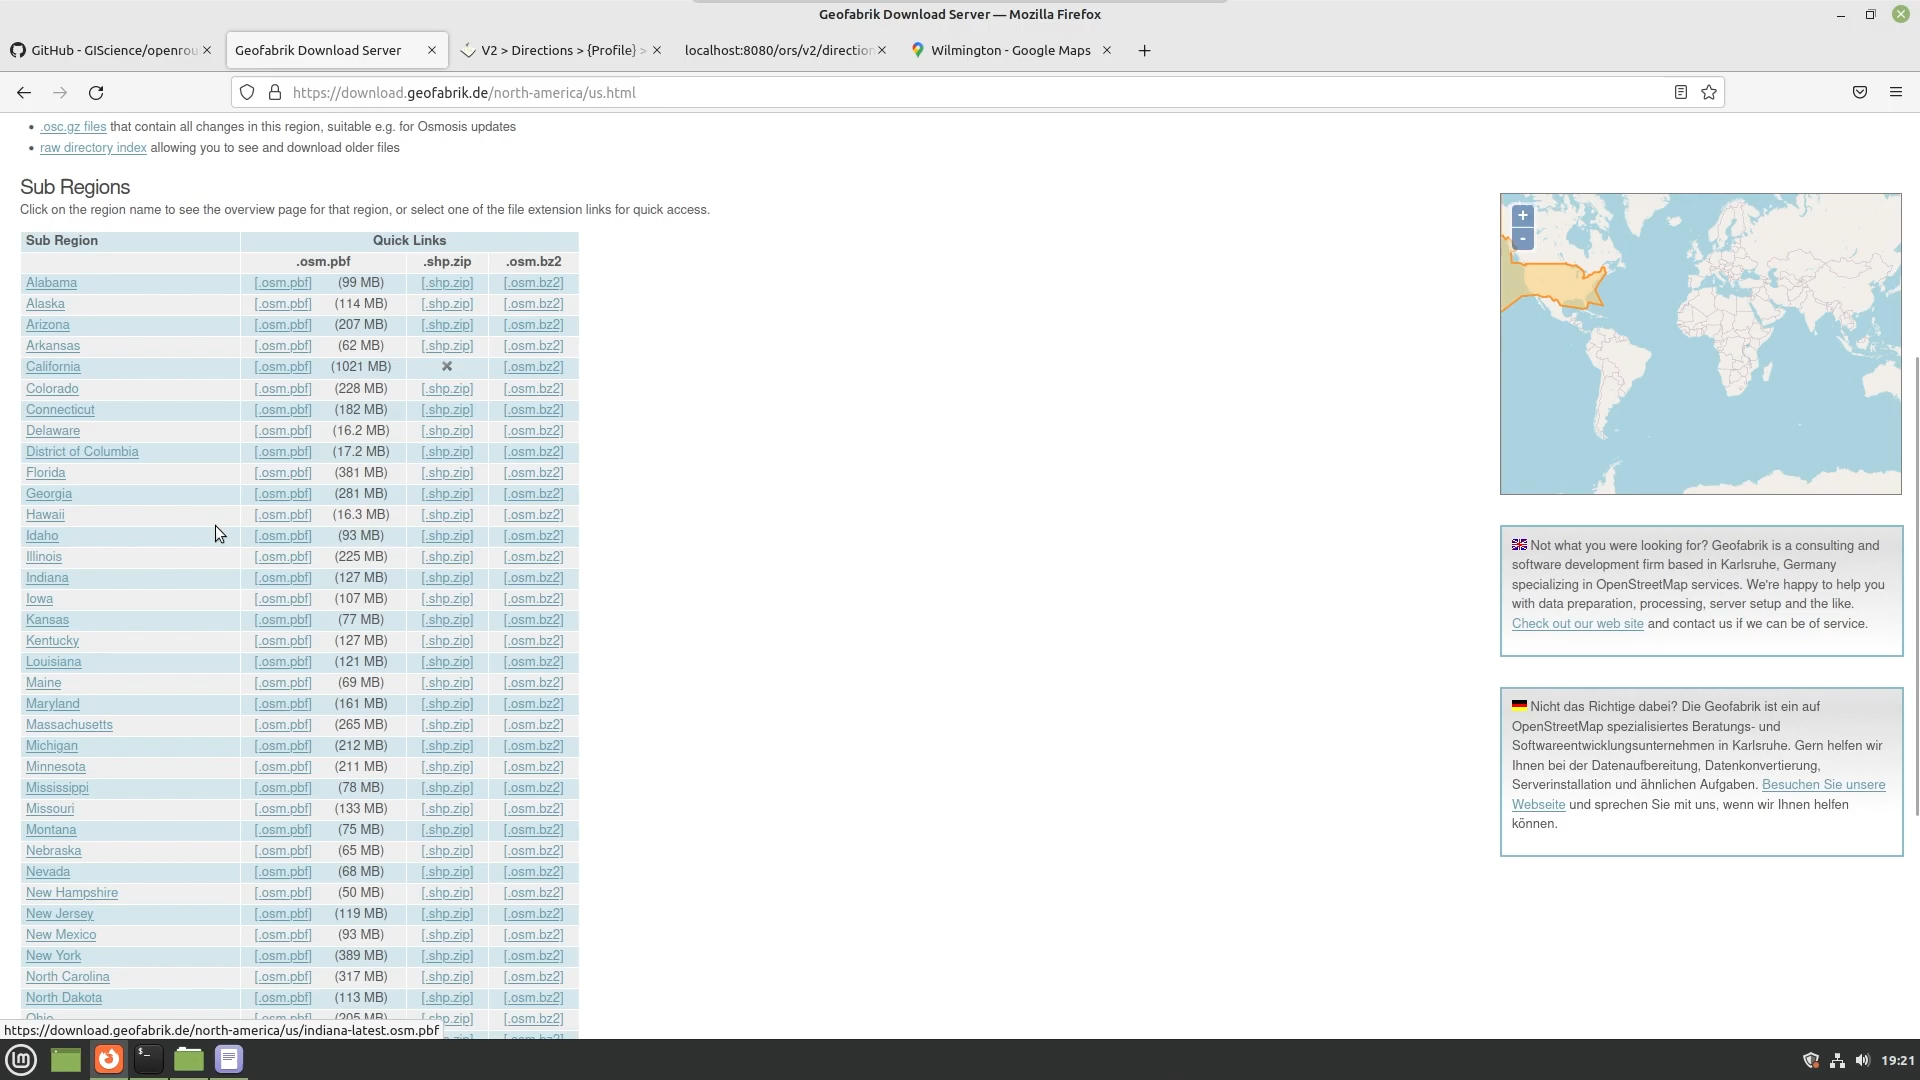 Geofabrik Download Server — Mozilla Firefox
GitHub - GIScience/openrou
Geofabrik Download Server
V2 > Directions > {Profile} >
localhost:8080/ors/v2/direction
Wilmington - Google Maps
https://download.geofabrik.de/north-america/us.html
• .osc.gz files that contain all changes in this region, suitable e.g. for Osmosis updates
• raw directory index allowing you to see and download older files
Sub Regions
Click on the region name to see the overview page for that region, or select one of the file extension links for quick access.
Sub Region Quick Links
.osm.pbf .shp.zip .osm.bz2
Alabama [.osm.pbf] (99 MB) [.shp.zip] [.osm.bz2]
Alaska [.osm.pbf] (114 MB) [.shp.zip] [.osm.bz2]
Arizona [.osm.pbf] (207 MB) [.shp.zip] [.osm.bz2]
Arkansas [.osm.pbf] (62 MB) [.shp.zip] [.osm.bz2]
California [.osm.pbf] (1021 MB) ✖ [.osm.bz2]
Colorado [.osm.pbf] (228 MB) [.shp.zip] [.osm.bz2]
Connecticut [.osm.pbf] (182 MB) [.shp.zip] [.osm.bz2]
Delaware [.osm.pbf] (16.2 MB) [.shp.zip] [.osm.bz2]
District of Columbia [.osm.pbf] (17.2 MB) [.shp.zip] [.osm.bz2]
Florida [.osm.pbf] (381 MB) [.shp.zip] [.osm.bz2]
Georgia [.osm.pbf] (281 MB) [.shp.zip] [.osm.bz2]
Hawaii [.osm.pbf] (16.3 MB) [.shp.zip] [.osm.bz2]
Idaho [.osm.pbf] (93 MB) [.shp.zip] [.osm.bz2]
Illinois [.osm.pbf] (225 MB) [.shp.zip] [.osm.bz2]
Indiana [.osm.pbf] (127 MB) [.shp.zip] [.osm.bz2]
Iowa [.osm.pbf] (107 MB) [.shp.zip] [.osm.bz2]
Kansas [.osm.pbf] (77 MB) [.shp.zip] [.osm.bz2]
Kentucky [.osm.pbf] (127 MB) [.shp.zip] [.osm.bz2]
Louisiana [.osm.pbf] (121 MB) [.shp.zip] [.osm.bz2]
Maine [.osm.pbf] (69 MB) [.shp.zip] [.osm.bz2]
Maryland [.osm.pbf] (161 MB) [.shp.zip] [.osm.bz2]
Massachusetts [.osm.pbf] (265 MB) [.shp.zip] [.osm.bz2]
Michigan [.osm.pbf] (212 MB) [.shp.zip] [.osm.bz2]
Minnesota [.osm.pbf] (211 MB) [.shp.zip] [.osm.bz2]
Mississippi [.osm.pbf] (78 MB) [.shp.zip] [.osm.bz2]
Missouri [.osm.pbf] (133 MB) [.shp.zip] [.osm.bz2]
Montana [.osm.pbf] (75 MB) [.shp.zip] [.osm.bz2]
Nebraska [.osm.pbf] (65 MB) [.shp.zip] [.osm.bz2]
Nevada [.osm.pbf] (68 MB) [.shp.zip] [.osm.bz2]
New Hampshire [.osm.pbf] (50 MB) [.shp.zip] [.osm.bz2]
New Jersey [.osm.pbf] (119 MB) [.shp.zip] [.osm.bz2]
New Mexico [.osm.pbf] (93 MB) [.shp.zip] [.osm.bz2]
New York [.osm.pbf] (389 MB) [.shp.zip] [.osm.bz2]
North Carolina [.osm.pbf] (317 MB) [.shp.zip] [.osm.bz2]
North Dakota [.osm.pbf] (113 MB) [.shp.zip] [.osm.bz2]
Ohio [.osm.pbf] (205 MB) [.shp.zip] [.osm.bz2]
+
-
Not what you were looking for? Geofabrik is a consulting and
software development firm based in Karlsruhe, Germany
specializing in OpenStreetMap services. We're happy to help you
with data preparation, processing, server setup and the like.
Check out our web site and contact us if we can be of service.
Nicht das Richtige dabei? Die Geofabrik ist ein auf
OpenStreetMap spezialisiertes Beratungs- und
Softwareentwicklungsunternehmen in Karlsruhe. Gern helfen wir
Ihnen bei der Datenaufbereitung, Datenkonvertierung,
Serverinstallation und ähnlichen Aufgaben. Besuchen Sie unsere
Webseite und sprechen Sie mit uns, wenn wir Ihnen helfen
können.
https://download.geofabrik.de/north-america/us/indiana-latest.osm.pbf
19:21